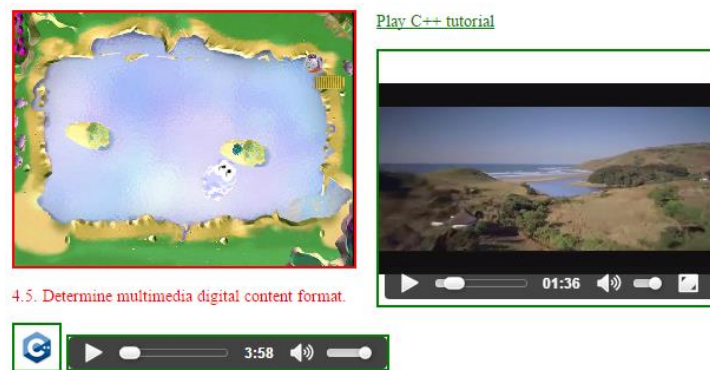 Play C++ tutorial
01:36
4.5. Determine multimedia digital content format.
C
3:58